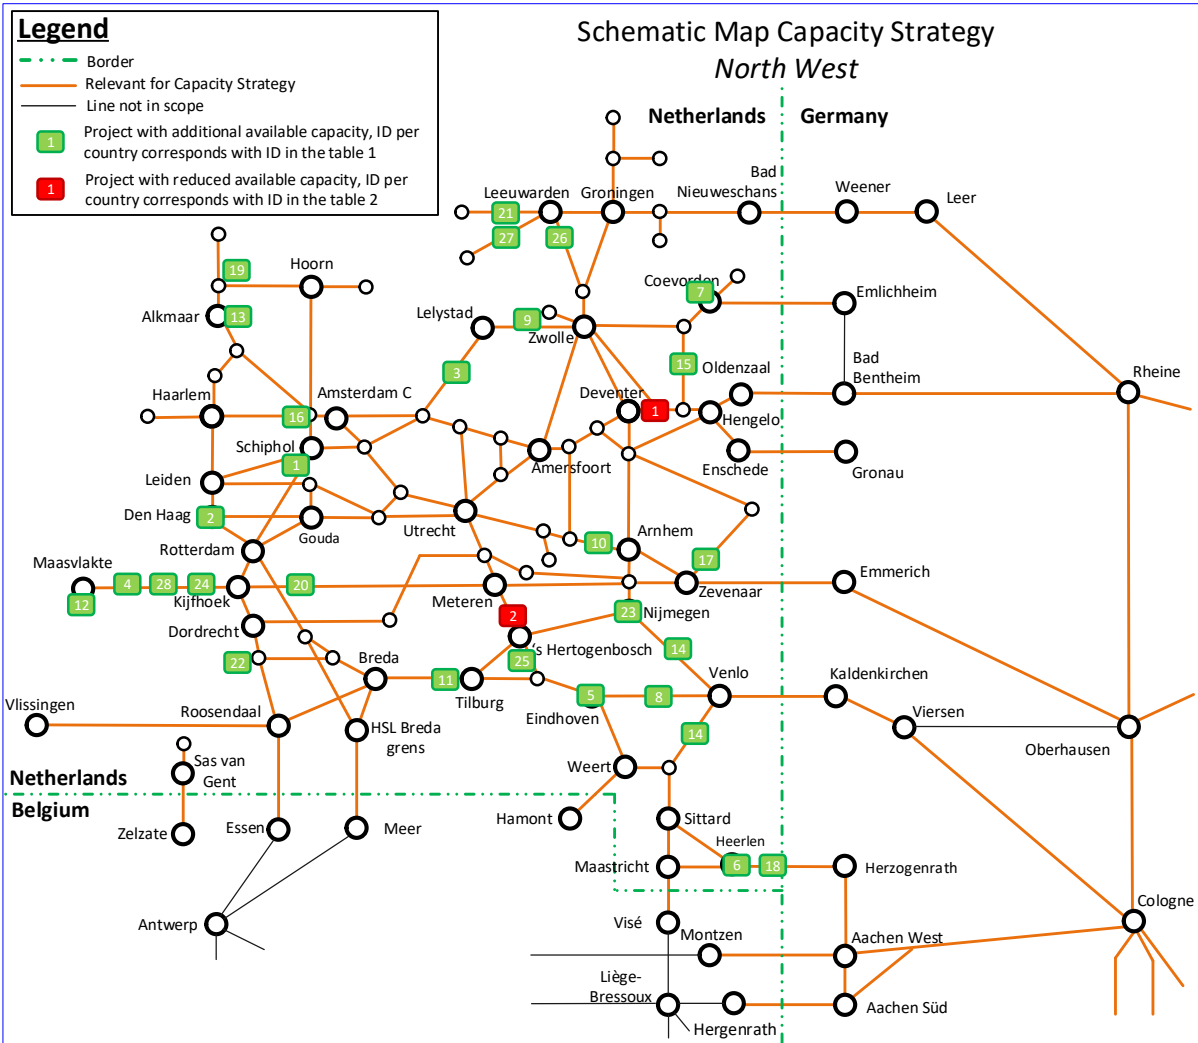 Legend
Border
Relevant for Capacity Strategy
Line not in scope
1
Project with additional available capacity, ID per
country corresponds with ID in the table 1
1
Project with reduced available capacity, ID per
country corresponds with ID in the table 2
Schematic Map Capacity Strategy
North West
Netherlands
Germany
Bad
Nieuweschans
Weener
Leer
Leeuwarden
Groningen
21
27
26
19
Hoorn
Coevorden
7
Emlichheim
Alkmaar
13
Lelystad
9
Zwolle
3
15
Oldenzaal
Bad
Bentheim
Rheine
Haarlem
16
Amsterdam C
Deventer
1
Hengelo
Schiphol
1
Amersfoort
Enschede
Gronau
Leiden
Den Haag
2
Gouda
Utrecht
Arnhem
10
Rotterdam
17
Maasvlakte
4
28
24
20
12
Kijfhoek
Meteren
Zevenaar
Emmerich
Dordrecht
2
23
Nijmegen
's Hertogenbosch
22
25
14
Breda
11
Tilburg
5
8
Venlo
Kaldenkirchen
Eindhoven
Vlissingen
Roosendaal
HSL Breda
grens
14
Viersen
Oberhausen
Sas van
Gent
Weert
Netherlands
Belgium
Zelzate
Essen
Meer
Hamont
Sittard
Heerlen
6
18
Maastricht
Herzogenrath
Antwerp
Visé
Cologne
Montzen
Aachen West
Liège-
Bressoux
Hergenrath
Aachen Süd